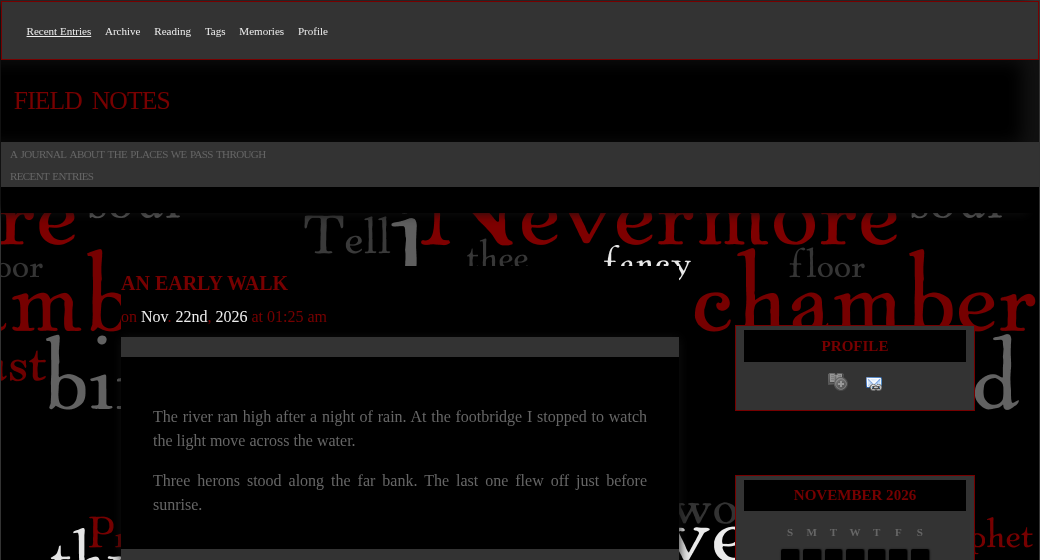 Recent Entries Archive Reading Tags Memories Profile
FIELD NOTES
A JOURNAL ABOUT THE PLACES WE PASS THROUGH
RECENT ENTRIES
Tell
Nevermore
thee
fancy
floor
chamber
AN EARLY WALK
on Nov. 22nd, 2026 at 01:25 am
The river ran high after a night of rain. At the footbridge I stopped to watch
the light move across the water.
Three herons stood along the far bank. The last one flew off just before
sunrise.
PROFILE
NOVEMBER 2026
S M T W T F S